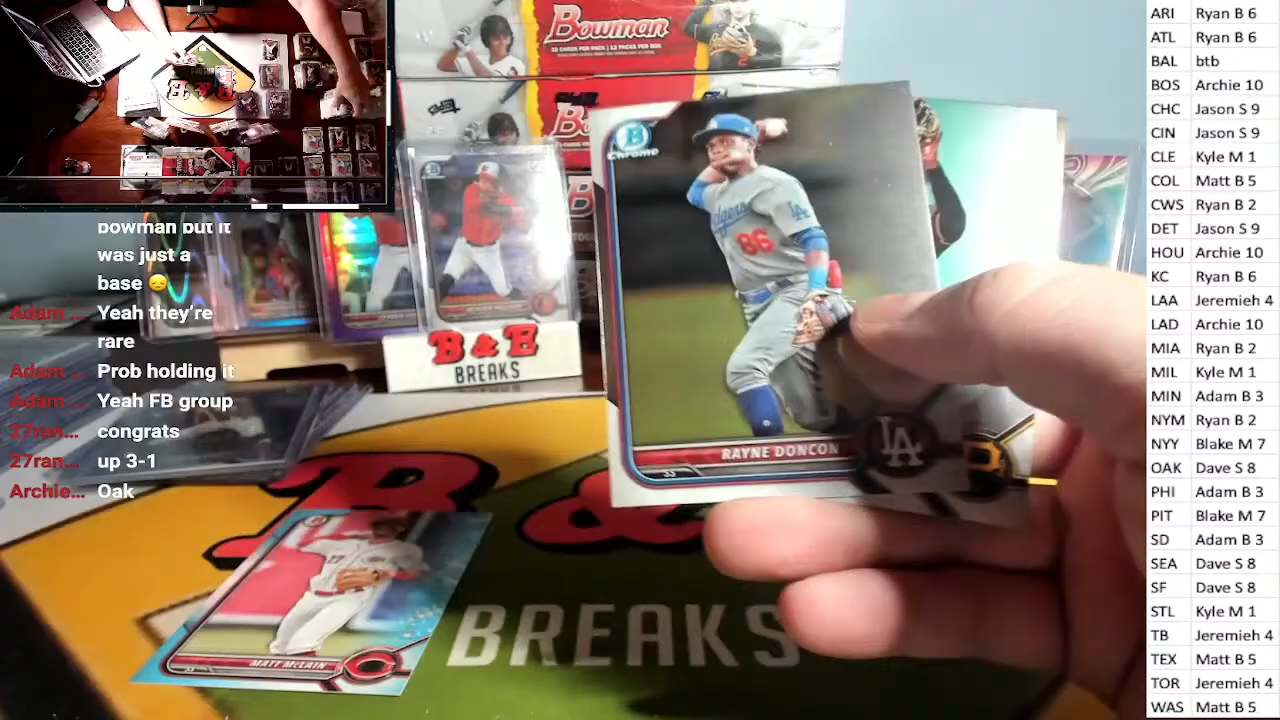 bowman but it
was just a
base 😞
Adam ... Yeah they're
rare
Adam ... Prob holding it
Adam ... Yeah FB group
27ran... congrats
27ran... up 3-1
Archie... Oak
Bowman
B & E
BREAKS
B
Chrome
Dodgers
LA
86
RAYNE DONCON
LA
MATT McLAIN
B &
BREAKS
ARI Ryan B 6
ATL Ryan B 6
BAL btb
BOS Archie 10
CHC Jason S 9
CIN Jason S 9
CLE Kyle M 1
COL Matt B 5
CWS Ryan B 2
DET Jason S 9
HOU Archie 10
KC Ryan B 6
LAA Jeremieh 4
LAD Archie 10
MIA Ryan B 2
MIL Kyle M 1
MIN Adam B 3
NYM Ryan B 2
NYY Blake M 7
OAK Dave S 8
PHI Adam B 3
PIT Blake M 7
SD Adam B 3
SEA Dave S 8
SF Dave S 8
STL Kyle M 1
TB Jeremieh 4
TEX Matt B 5
TOR Jeremieh 4
WAS Matt B 5